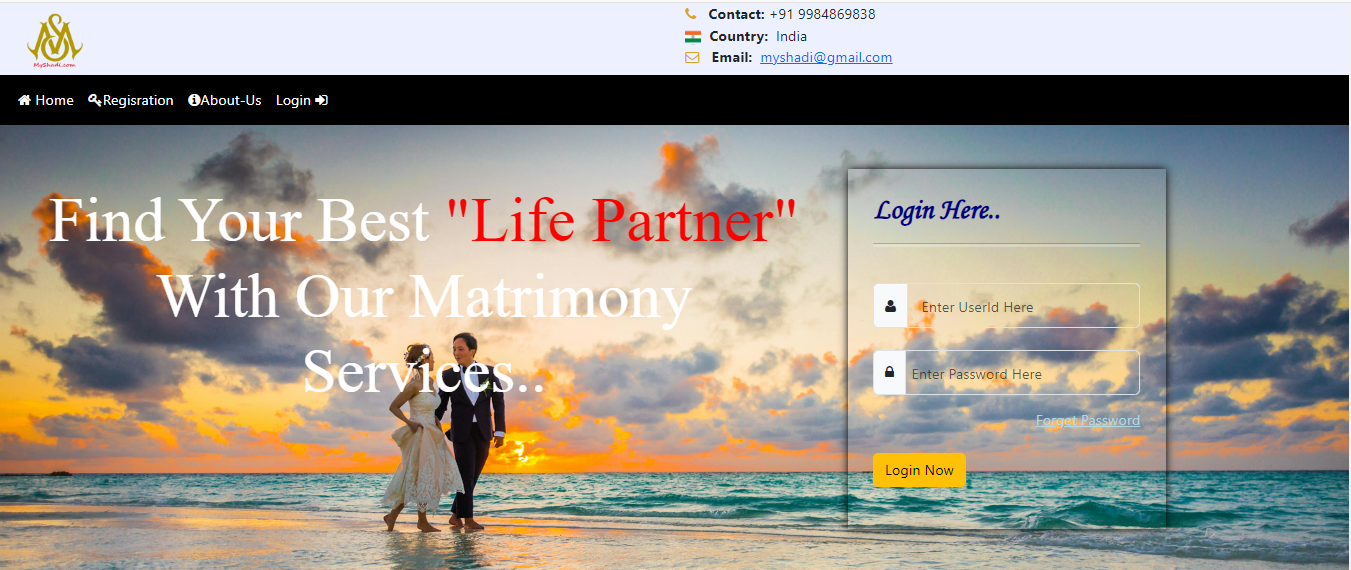 MyShadi.com
Contact: +91 9984869838
Country: India
Email: myshadi@gmail.com
Home Regisration About-Us Login
Find Your Best "Life Partner"
With Our Matrimony
Services..
Login Here..
Enter UserId Here
Enter Password Here
Forget Password
Login Now